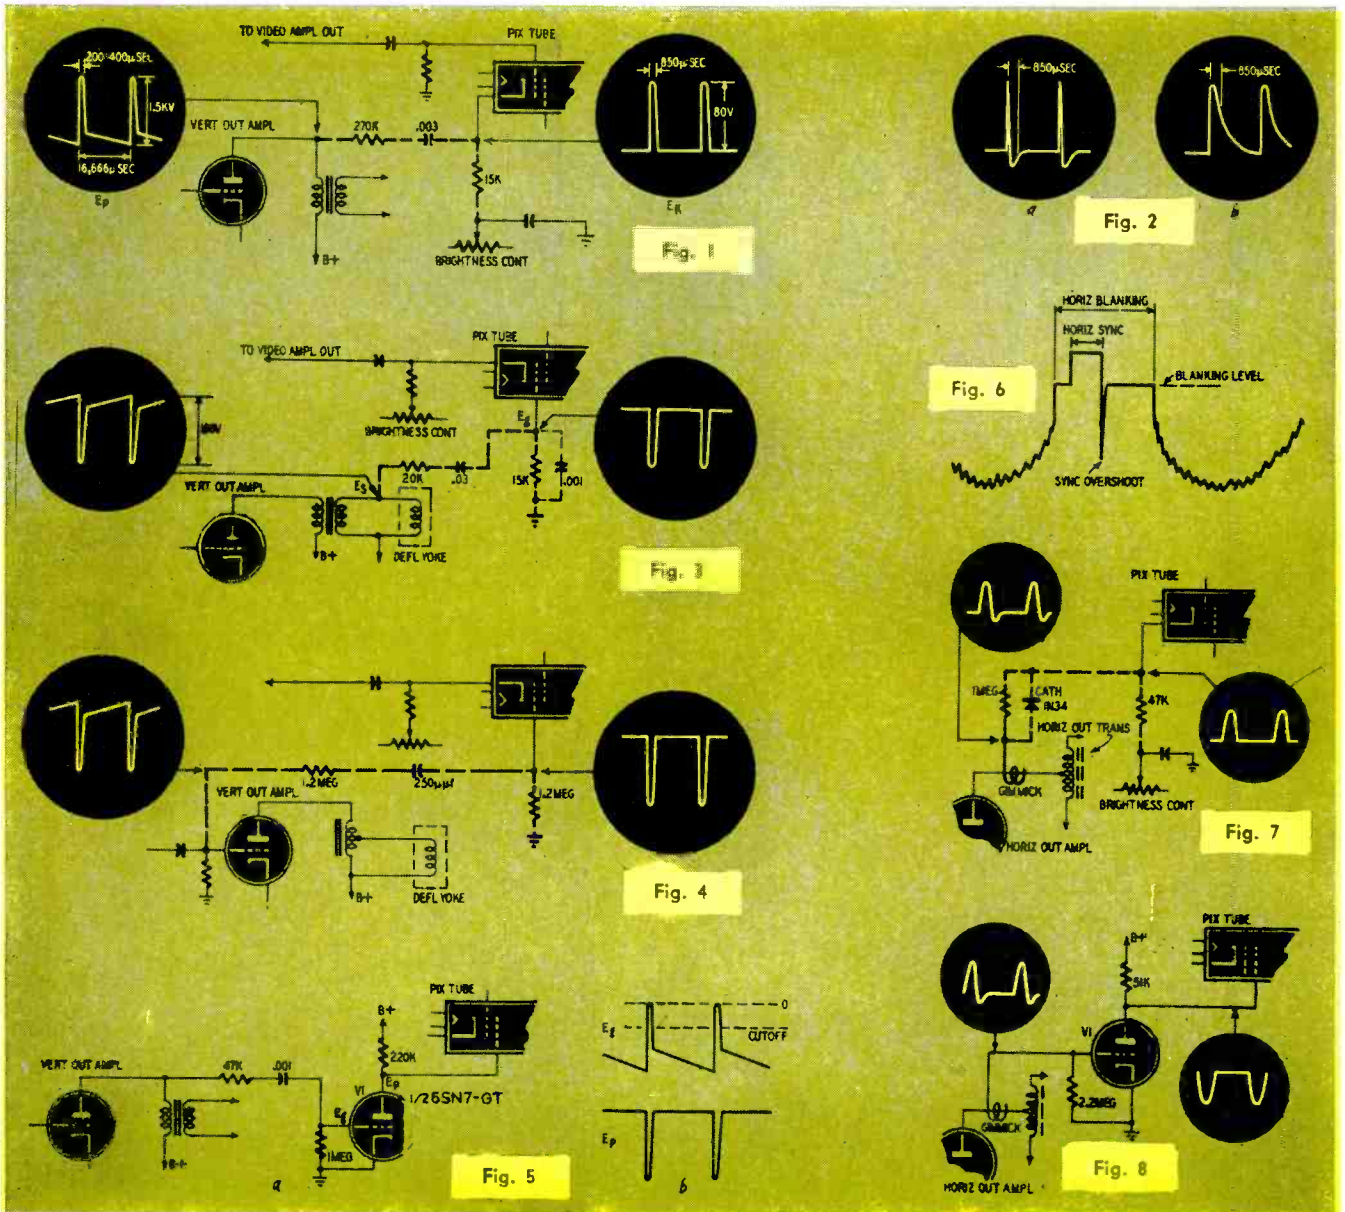 TO VIDEO AMPL OUT
PIX TUBE
200-400μSEC
1.5KV
16,666μSEC
Ep
VERT OUT AMPL
270K
.003
15K
B+
BRIGHTNESS CONT
850μSEC
80V
EK
Fig. 1
850μSEC
a
850μSEC
b
Fig. 2
TO VIDEO AMPL OUT
PIX TUBE
BRIGHTNESS CONT
Eg
VERT OUT AMPL
ES
20K
.03
15K
.001
B+
DEFL YOKE
Fig. 3
HORIZ BLANKING
HORIZ SYNC
BLANKING LEVEL
SYNC OVERSHOOT
Fig. 6
1.2MEG
250μμf
1.2MEG
VERT OUT AMPL
B+
DEFL YOKE
Fig. 4
PIX TUBE
1MEG
CATH
1N34
47K
HORIZ OUT TRANS
GIMMICK
BRIGHTNESS CONT
HORIZ OUT AMPL
Fig. 7
PIX TUBE
B+
VERT OUT AMPL
47K
.001
220K
V1
Ep
1/26SN7-GT
Eg
1MEG
B+
a
Fig. 5
0
Eg
CUTOFF
Ep
b
PIX TUBE
B+
51K
V1
2.2MEG
GIMMICK
HORIZ OUT AMPL
Fig. 8